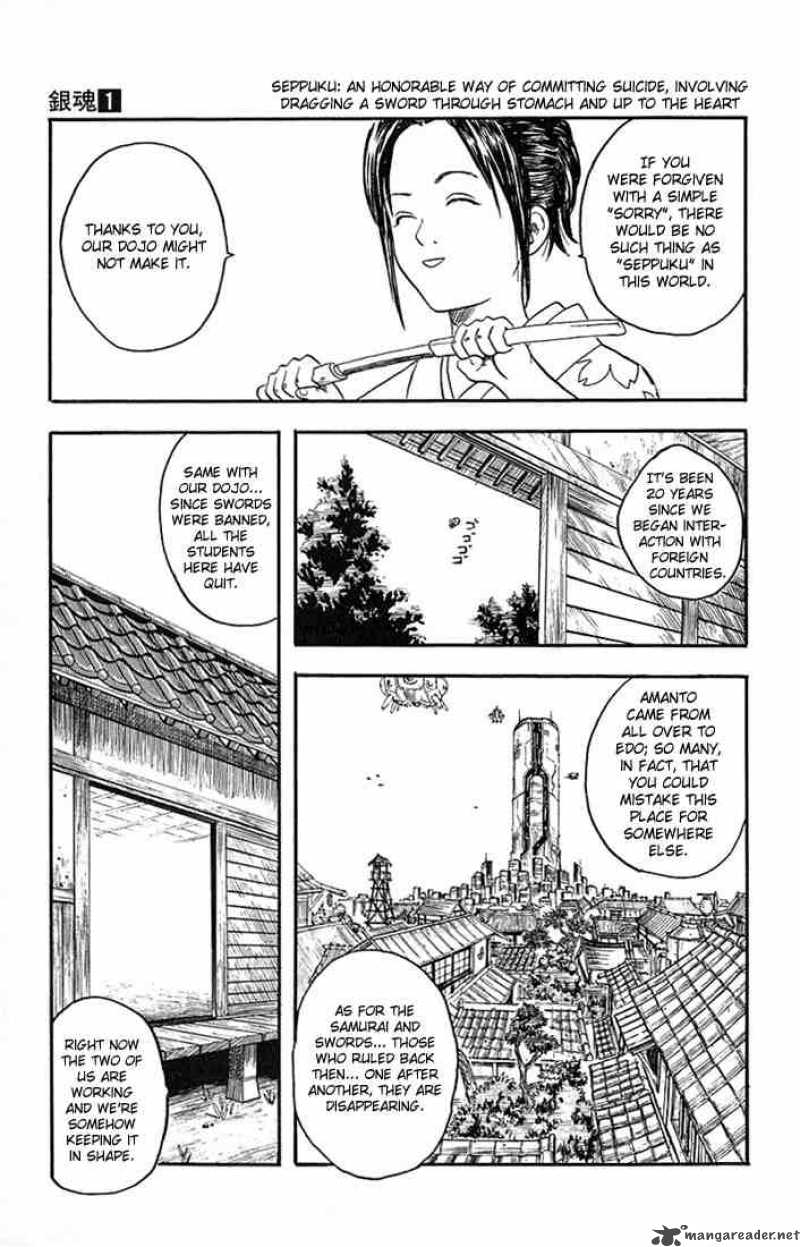 銀魂1
SEPPUKU: AN HONORABLE WAY OF COMMITTING SUICIDE, INVOLVING
DRAGGING A SWORD THROUGH STOMACH AND UP TO THE HEART
IF YOU
WERE FORGIVEN
WITH A SIMPLE
"SORRY", THERE
WOULD BE NO
SUCH THING AS
"SEPPUKU" IN
THIS WORLD.
THANKS TO YOU,
OUR DOJO MIGHT
NOT MAKE IT.
IT'S BEEN
20 YEARS
SINCE WE
BEGAN INTER-
ACTION WITH
FOREIGN
COUNTRIES.
AMANTO
CAME FROM
ALL OVER TO
EDO; SO MANY,
IN FACT, THAT
YOU COULD
MISTAKE THIS
PLACE FOR
SOMEWHERE
ELSE.
AS FOR THE
SAMURAI AND
SWORDS... THOSE
WHO RULED BACK
THEN... ONE AFTER
ANOTHER, THEY ARE
DISAPPEARING.
SAME WITH
OUR DOJO...
SINCE SWORDS
WERE BANNED,
ALL THE
STUDENTS
HERE HAVE
QUIT.
RIGHT NOW
THE TWO OF
US ARE
WORKING
AND WE'RE
SOMEHOW
KEEPING IT
IN SHAPE.
mangareader.net